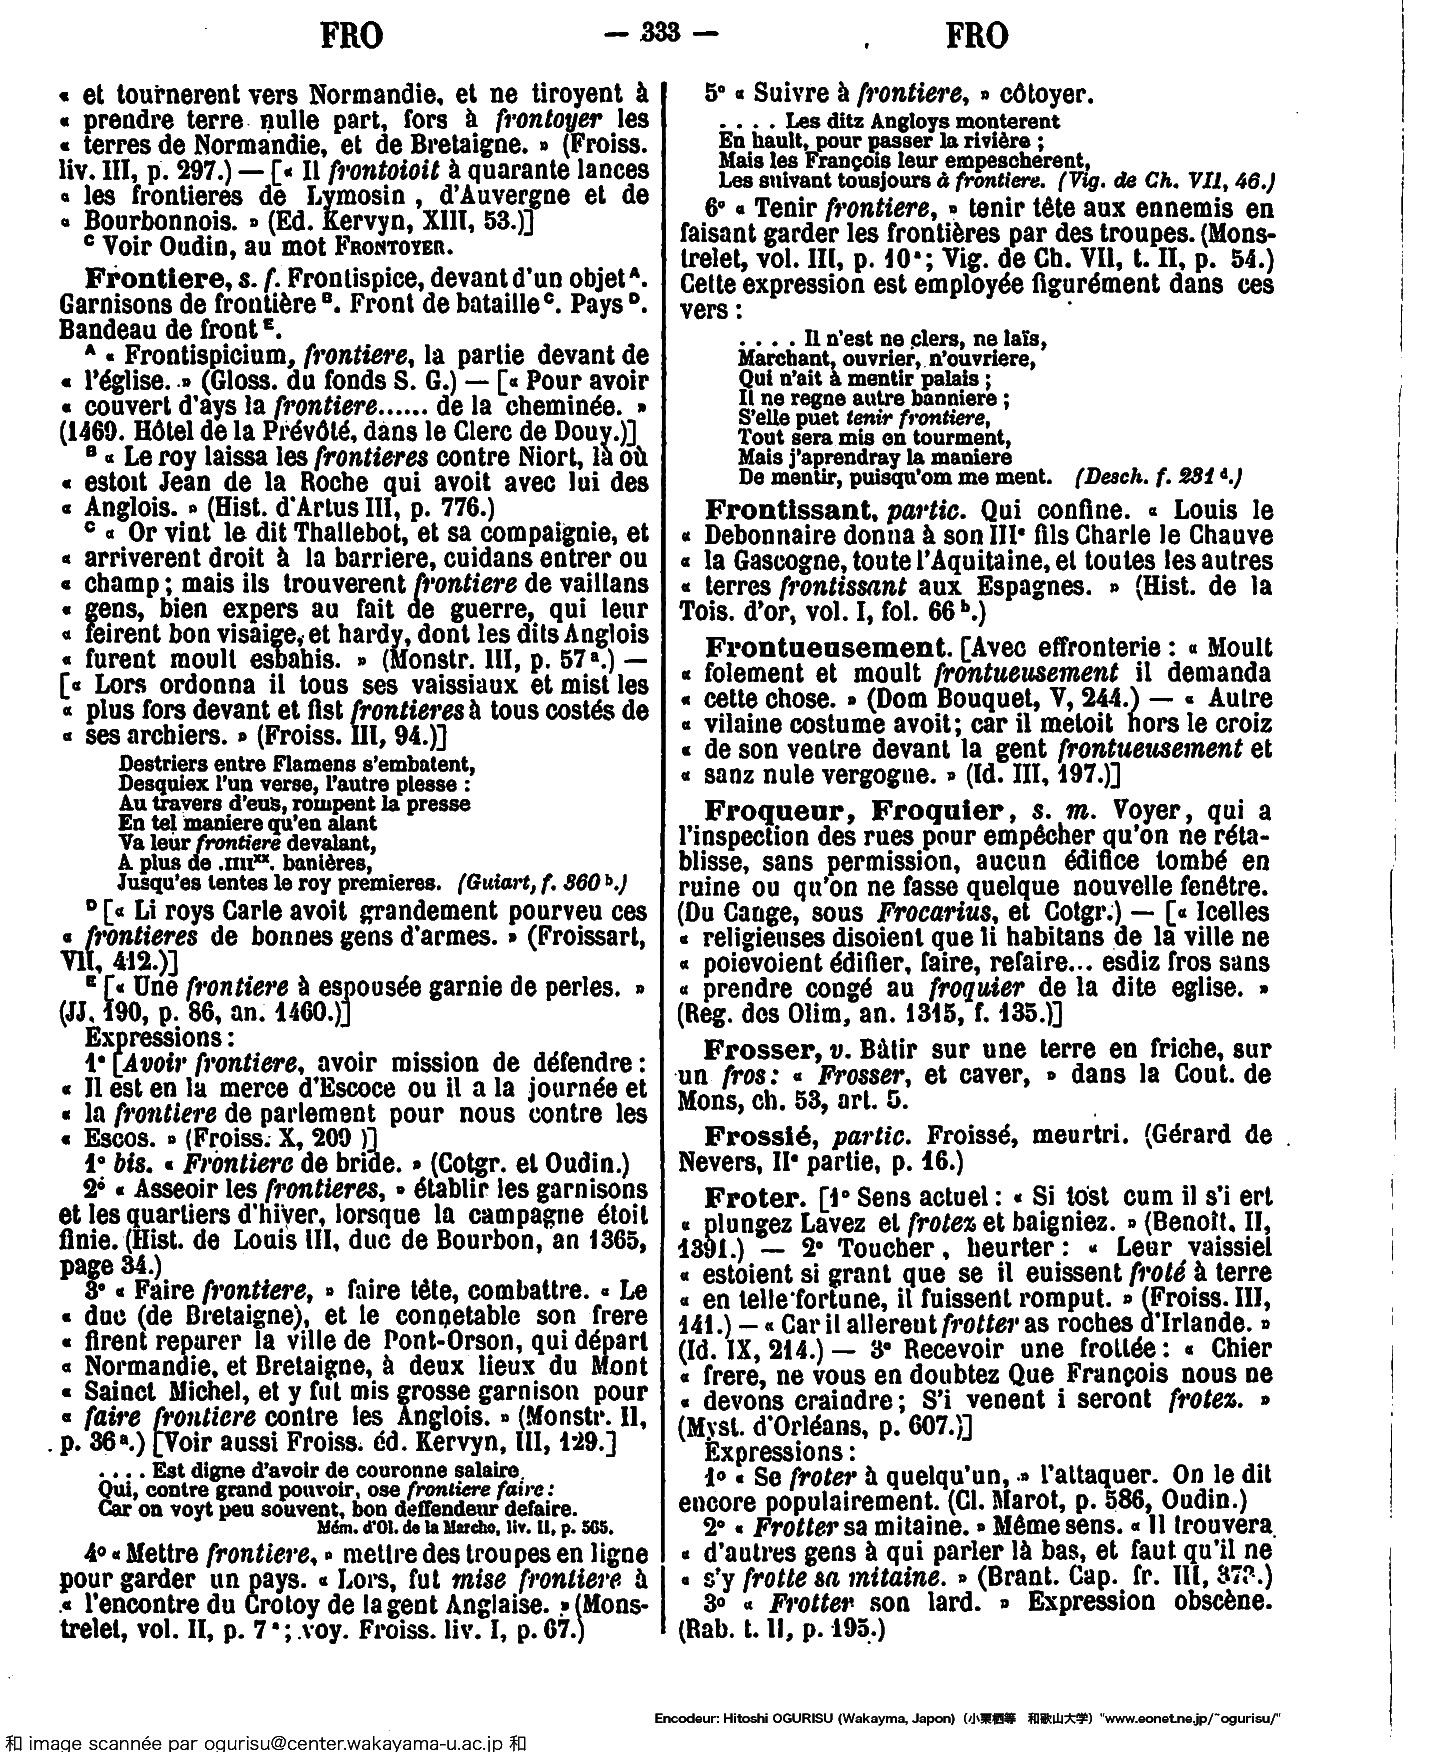 FRO — 333 — FRO
« et tournerent vers Normandie, et ne tiroyent à
« prendre terre nulle part, fors à frontoyer les
« terres de Normandie, et de Bretaigne. » (Froiss.
liv. III, p. 297.) — [« Il frontoioit à quarante lances
« les frontieres de Lymosin, d'Auvergne et de
« Bourbonnois. » (Ed. Kervyn, XIII, 53.)]
C Voir Oudin, au mot FRONTOYER.
Frontiere, s. f. Frontispice, devant d'un objet A.
Garnisons de frontière B. Front de bataille C. Pays D.
Bandeau de front E.
A « Frontispicium, frontiere, la partie devant de
« l'église. » (Gloss. du fonds S. G.) — [« Pour avoir
« couvert d'ays la frontiere...... de la cheminée. »
(1469. Hôtel de la Prévôté, dans le Clerc de Douy.)]
B « Le roy laissa les frontieres contre Niort, là où
« estoit Jean de la Roche qui avoit avec lui des
« Anglois. » (Hist. d'Artus III, p. 776.)
C « Or vint le dit Thallebot, et sa compaignie, et
« arriverent droit à la barriere, cuidans entrer ou
« champ; mais ils trouverent frontiere de vaillans
« gens, bien expers au fait de guerre, qui leur
« feirent bon visaige, et hardy, dont les dits Anglois
« furent moult esbahis. » (Monstr. III, p. 57 a.) —
[« Lors ordonna il tous ses vaissiaux et mist les
« plus fors devant et fist frontieres à tous costés de
« ses archiers. » (Froiss. III, 94.)]
Destriers entre Flamens s'embatent,
Desquiex l'un verse, l'autre plesse :
Au travers d'eus, rompent la presse
En tel maniere qu'en alant
Va leur frontiere devalant,
A plus de .IIIIxx. banières,
Jusqu'es tentes le roy premieres. (Guiart, f. 360 b.)
D [« Li roys Carle avoit grandement pourveu ces
« frontieres de bonnes gens d'armes. » (Froissart,
VII, 412.)]
E [« Une frontiere à espousée garnie de perles. »
(JJ. 190, p. 86, an. 1460.)]
Expressions :
1° [Avoir frontiere, avoir mission de défendre :
« Il est en la merce d'Escoce ou il a la journée et
« la frontiere de parlement pour nous contre les
« Escos. » (Froiss. X, 209 )]
1° bis. « Frontiere de bride. » (Cotgr. et Oudin.)
2° « Asseoir les frontieres, » établir les garnisons
et les quartiers d'hiver, lorsque la campagne étoit
finie. (Hist. de Louis III, duc de Bourbon, an 1365,
page 34.)
3° « Faire frontiere, » faire tête, combattre. « Le
« duc (de Bretaigne), et le connetable son frere
« firent reparer la ville de Pont-Orson, qui départ
« Normandie, et Bretaigne, à deux lieux du Mont
« Sainct Michel, et y fut mis grosse garnison pour
« faire frontiere contre les Anglois. » (Monstr. II,
p. 36 a.) [Voir aussi Froiss. éd. Kervyn, III, 129.]
. . . . Est digne d'avoir de couronne salaire
Qui, contre grand pouvoir, ose frontiere faire :
Car on voyt peu souvent, bon deffendeur defaire.
Mém. d'Ol. de la Marche, liv. II, p. 565.
4° « Mettre frontiere, » mettre des troupes en ligne
pour garder un pays. « Lors, fut mise frontiere à
« l'encontre du Crotoy de la gent Anglaise. » (Mons-
trelet, vol. II, p. 7 a; voy. Froiss. liv. I, p. 67.)
5° « Suivre à frontiere, » côtoyer.
. . . . Les ditz Angloys monterent
En hault, pour passer la rivière ;
Mais les François leur empescherent,
Les suivant tousjours à frontiere. (Vig. de Ch. VII, 46.)
6° « Tenir frontiere, » tenir tête aux ennemis en
faisant garder les frontières par des troupes. (Mons-
trelet, vol. III, p. 10 a; Vig. de Ch. VII, t. II, p. 54.)
Cette expression est employée figurément dans ces
vers :
. . . . Il n'est ne clers, ne laïs,
Marchant, ouvrier, n'ouvriere,
Qui n'ait à mentir palais ;
Il ne regne autre banniere ;
S'elle puet tenir frontiere,
Tout sera mis en tourment,
Mais j'aprendray la maniere
De mentir, puisqu'om me ment. (Desch. f. 231 d.)
Frontissant, partic. Qui confine. « Louis le
« Debonnaire donna à son IIIe fils Charle le Chauve
« la Gascogne, toute l'Aquitaine, et toutes les autres
« terres frontissant aux Espagnes. » (Hist. de la
Tois. d'or, vol. I, fol. 66 b.)
Frontueusement. [Avec effronterie : « Moult
« folement et moult frontueusement il demanda
« cette chose. » (Dom Bouquet, V, 244.) — « Autre
« vilaine costume avoit; car il metoit hors le croiz
« de son ventre devant la gent frontueusement et
« sanz nule vergogne. » (Id. III, 197.)]
Froqueur, Froquier, s. m. Voyer, qui a
l'inspection des rues pour empêcher qu'on ne réta-
blisse, sans permission, aucun édifice tombé en
ruine ou qu'on ne fasse quelque nouvelle fenêtre.
(Du Cange, sous Frocarius, et Cotgr.) — [« Icelles
« religieuses disoient que li habitans de la ville ne
« poievoient édifier, faire, refaire... esdiz fros sans
« prendre congé au froquier de la dite eglise. »
(Reg. des Olim, an. 1315, f. 135.)]
Frosser, v. Bâtir sur une terre en friche, sur
un fros : « Frosser, et caver, » dans la Cout. de
Mons, ch. 53, art. 5.
Frossié, partic. Froissé, meurtri. (Gérard de
Nevers, IIe partie, p. 16.)
Froter. [1° Sens actuel : « Si tost cum il s'i ert
« plungez Lavez et frotez et baigniez. » (Benoit, II,
1391.) — 2° Toucher, heurter : « Leur vaissiel
« estoient si grant que se il euissent froté à terre
« en telle fortune, il fuissent romput. » (Froiss. III,
141.) — « Car il allerent frotter as roches d'Irlande. »
(Id. IX, 214.) — 3° Recevoir une frottée : « Chier
« frere, ne vous en doubtez Que François nous ne
« devons craindre; S'i venent i seront frotez. »
(Myst. d'Orléans, p. 607.)]
Expressions :
1° « Se froter à quelqu'un, » l'attaquer. On le dit
encore populairement. (Cl. Marot, p. 586, Oudin.)
2° « Frotter sa mitaine. » Même sens. « Il trouvera
« d'autres gens à qui parler là bas, et faut qu'il ne
« s'y frotte sa mitaine. » (Brant. Cap. fr. III, 373.)
3° « Frotter son lard. » Expression obscène.
(Rab. t. II, p. 195.)
Encodeur: Hitoshi OGURISU (Wakayma, Japon) (小栗栖等 和歌山大学) "www.eonet.ne.jp/~ogurisu/"
和 image scannée par ogurisu@center.wakayama-u.ac.jp 和